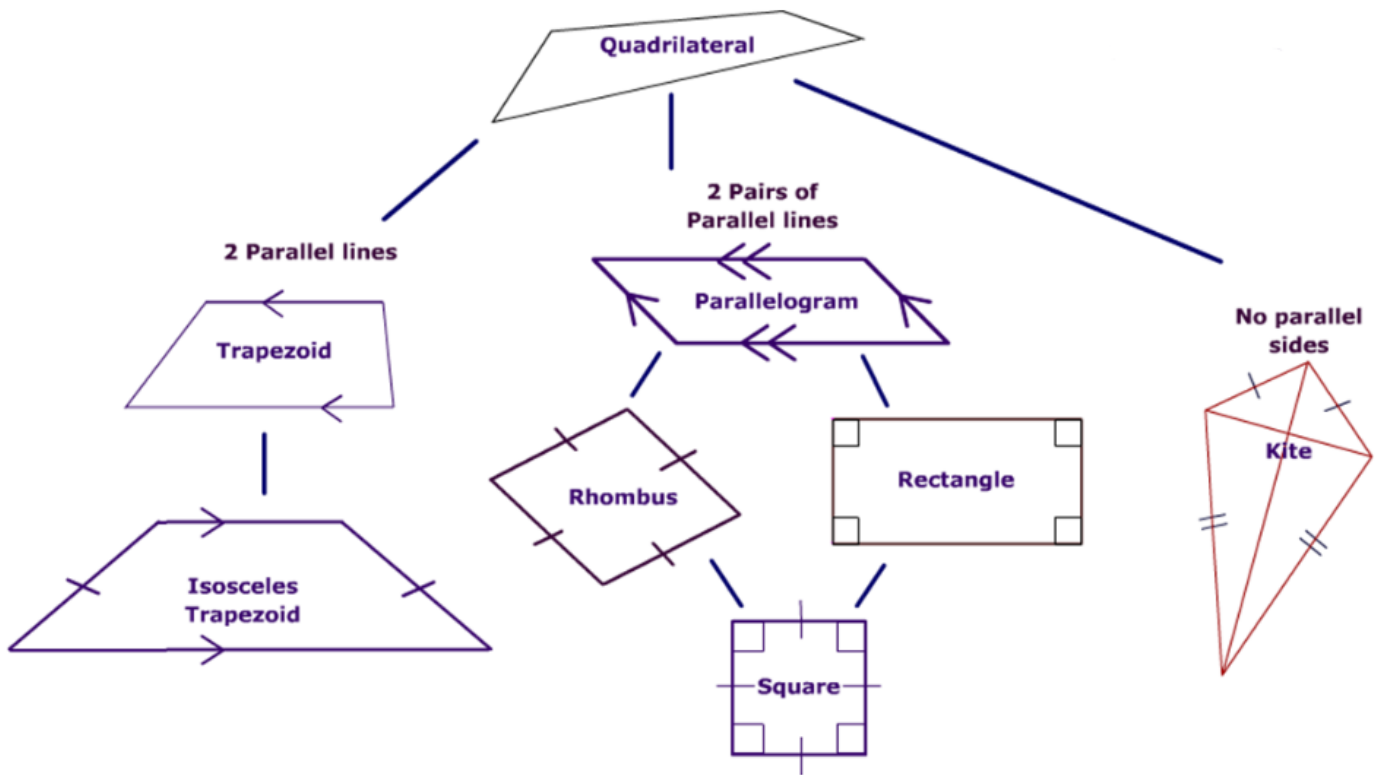 Quadrilateral
2 Parallel lines
2 Pairs of
Parallel lines
No parallel
sides
Trapezoid
Parallelogram
Kite
Isosceles
Trapezoid
Rhombus
Rectangle
Square